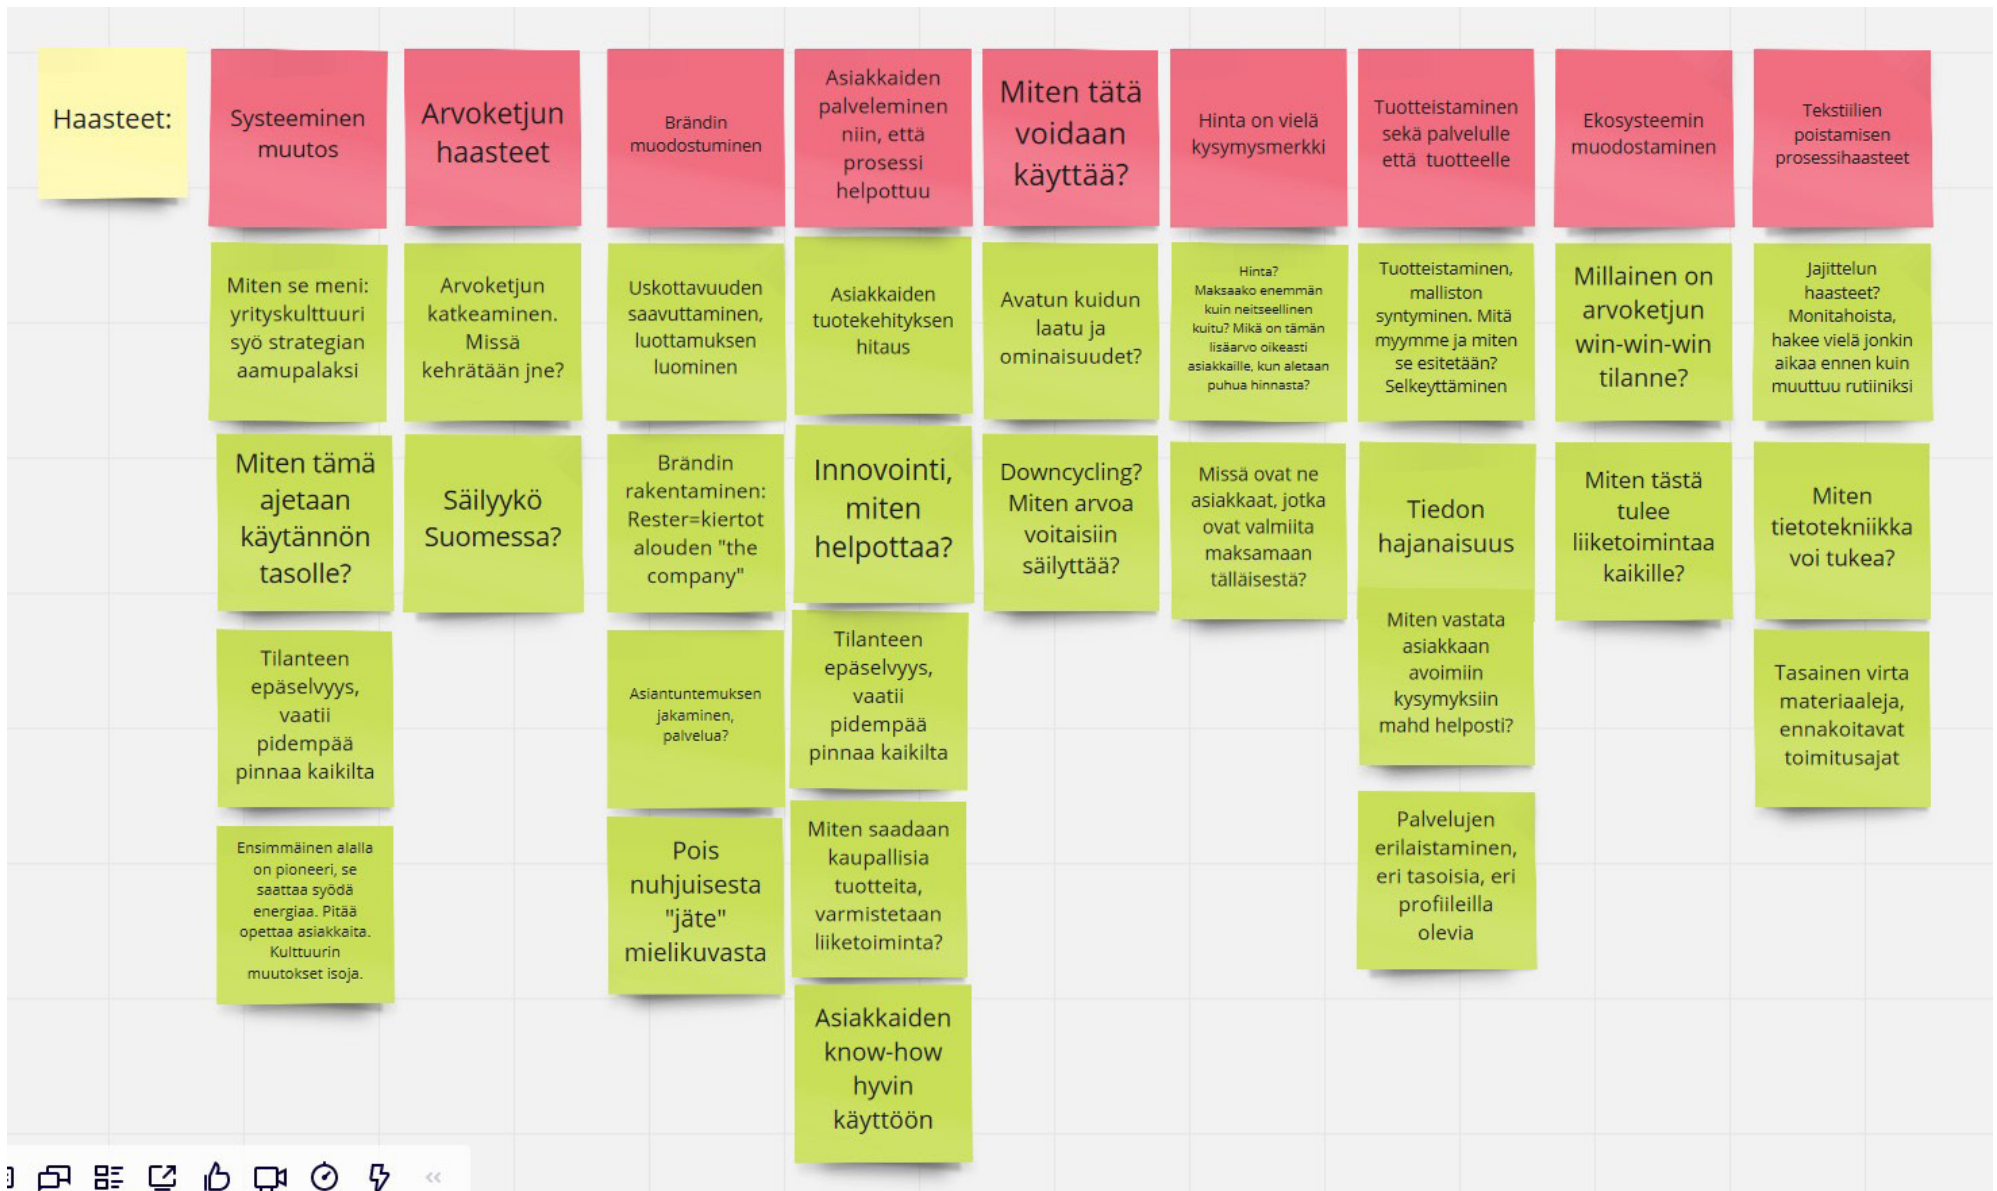 Haasteet:
Systeeminen
muutos
Miten se meni:
yrityskulttuuri
syö strategian
aamupalaksi
Miten tämä
ajetaan
käytännön
tasolle?
Tilanteen
epäselvyys,
vaatii
pidempää
pinnaa kaikilta
Ensimmäinen alalla
on pioneeri, se
saattaa syödä
energiaa. Pitää
opettaa asiakkaita.
Kulttuurin
muutokset isoja.
Arvoketjun
haasteet
Arvoketjun
katkeaminen.
Missä
kehrätään jne?
Säilyykö
Suomessa?
Brändin
muodostuminen
Uskottavuuden
saavuttaminen,
luottamuksen
luominen
Brändin
rakentaminen:
Rester=kiertot
alouden "the
company"
Asiantuntemuksen
jakaminen,
palvelua?
Pois
nuhjuisesta
"jäte"
mielikuvasta
Asiakkaiden
palveleminen
niin, että
prosessi
helpottuu
Asiakkaiden
tuotekehityksen
hitaus
Innovointi,
miten
helpottaa?
Tilanteen
epäselvyys,
vaatii
pidempää
pinnaa kaikilta
Miten saadaan
kaupallisia
tuotteita,
varmistetaan
liiketoiminta?
Asiakkaiden
know-how
hyvin
käyttöön
Miten tätä
voidaan
käyttää?
Avatun kuidun
laatu ja
ominaisuudet?
Downcycling?
Miten arvoa
voitaisiin
säilyttää?
Hinta on vielä
kysymysmerkki
Hinta?
Maksaako enemmän
kuin neitseellinen
kuitu? Mikä on tämän
lisäarvo oikeasti
asiakkaille, kun aletaan
puhua hinnasta?
Missä ovat ne
asiakkaat, jotka
ovat valmiita
maksamaan
tälläisestä?
Tuotteistaminen
sekä palvelulle
että tuotteelle
Tuotteistaminen,
malliston
syntyminen. Mitä
myymme ja miten
se esitetään?
Selkeyttäminen
Tiedon
hajanaisuus
Miten vastata
asiakkaan
avoimiin
kysymyksiin
mahd helposti?
Palvelujen
erilaistaminen,
eri tasoisia, eri
profiileilla
olevia
Ekosysteemin
muodostaminen
Millainen on
arvoketjun
win-win-win
tilanne?
Miten tästä
tulee
liiketoimintaa
kaikille?
Tekstiilien
poistamisen
prosessihaasteet
Jajittelun
haasteet?
Monitahoista,
hakee vielä jonkin
aikaa ennen kuin
muuttuu rutiiniksi
Miten
tietotekniikka
voi tukea?
Tasainen virta
materiaaleja,
ennakoitavat
toimitusajat